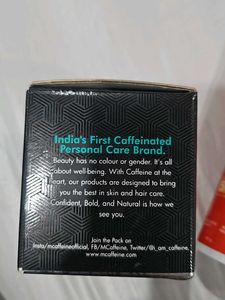 India's First Caffeinated
Personal Care Brand.
Beauty has no colour or gender. It's all
about well-being. With Caffeine at the
heart, our products are designed to bring
you the best in skin and hair care.
Confident, Bold, and Natural is how we
see you.
Join the Pack on
Insta/mcaffeineofficial, FB/MCaffeine, Twitter/@i_am_caffeine,
www.mcaffeine.com